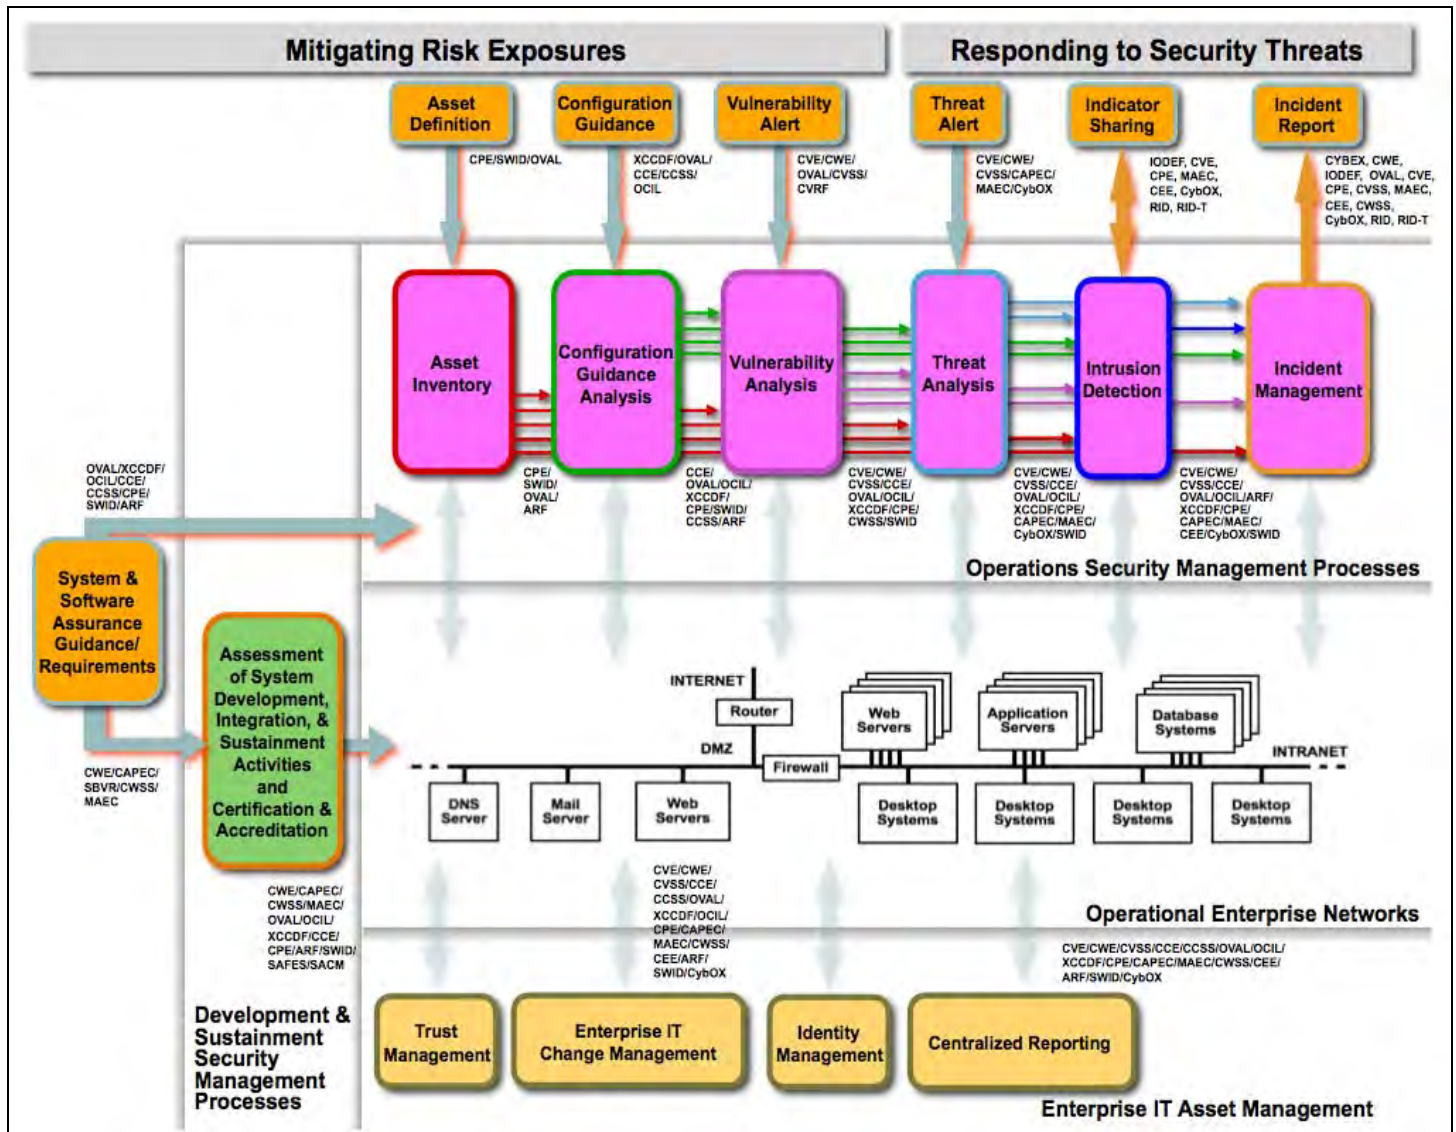 Mitigating Risk Exposures
Responding to Security Threats
Asset
Definition
Configuration
Guidance
Vulnerability
Alert
Threat
Alert
Indicator
Sharing
Incident
Report
CPE/SWID/OVAL
XCCDF/OVAL/
CCE/CCSS/
OCIL
CVE/CWE/
OVAL/CVSS/
CVRF
CVE/CWE/
CVSS/CAPEC/
MAEC/CybOX
IODEF, CVE,
CPE, MAEC,
CEE, CybOX,
RID, RID-T
CYBEX, CWE,
IODEF, OVAL, CVE,
CPE, CVSS, MAEC,
CEE, CWSS,
CybOX, RID, RID-T
Asset
Inventory
Configuration
Guidance
Analysis
Vulnerability
Analysis
Threat
Analysis
Intrusion
Detection
Incident
Management
CPE/
SWID/
OVAL/
ARF
CCE/
OVAL/OCIL/
XCCDF/
CPE/SWID/
CCSS/ARF
CVE/CWE/
CVSS/CCE/
OVAL/OCIL/
XCCDF/CPE/
CWSS/SWID
CVE/CWE/
CVSS/CCE/
OVAL/OCIL/
XCCDF/CPE/
CAPEC/MAEC/
CybOX/SWID
CVE/CWE/
CVSS/CCE/
OVAL/OCIL/ARF/
XCCDF/CPE/
CAPEC/MAEC/
CEE/CybOX/SWID
OVAL/XCCDF/
OCIL/CCE/
CCSS/CPE/
SWID/ARF
System &
Software
Assurance
Guidance/
Requirements
CWE/CAPEC/
SBVR/CWSS/
MAEC
Operations Security Management Processes
Assessment
of System
Development,
Integration, &
Sustainment
Activities
and
Certification &
Accreditation
CWE/CAPEC/
CWSS/MAEC/
OVAL/OCIL/
XCCDF/CCE/
CPE/ARF/SWID/
SAFES/SACM
Development &
Sustainment
Security
Management
Processes
INTERNET
Router
DMZ
Firewall
Web
Servers
Application
Servers
Database
Systems
INTRANET
DNS
Server
Mail
Server
Web
Servers
Desktop
Systems
Desktop
Systems
Desktop
Systems
Desktop
Systems
CVE/CWE/
CVSS/CCE/
CCSS/OVAL/
XCCDF/OCIL/
CPE/CAPEC/
MAEC/CWSS/
CEE/ARF/
SWID/CybOX
Operational Enterprise Networks
CVE/CWE/CVSS/CCE/CCSS/OVAL/OCIL/
XCCDF/CPE/CAPEC/MAEC/CWSS/CEE/
ARF/SWID/CybOX
Trust
Management
Enterprise IT
Change Management
Identity
Management
Centralized Reporting
Enterprise IT Asset Management